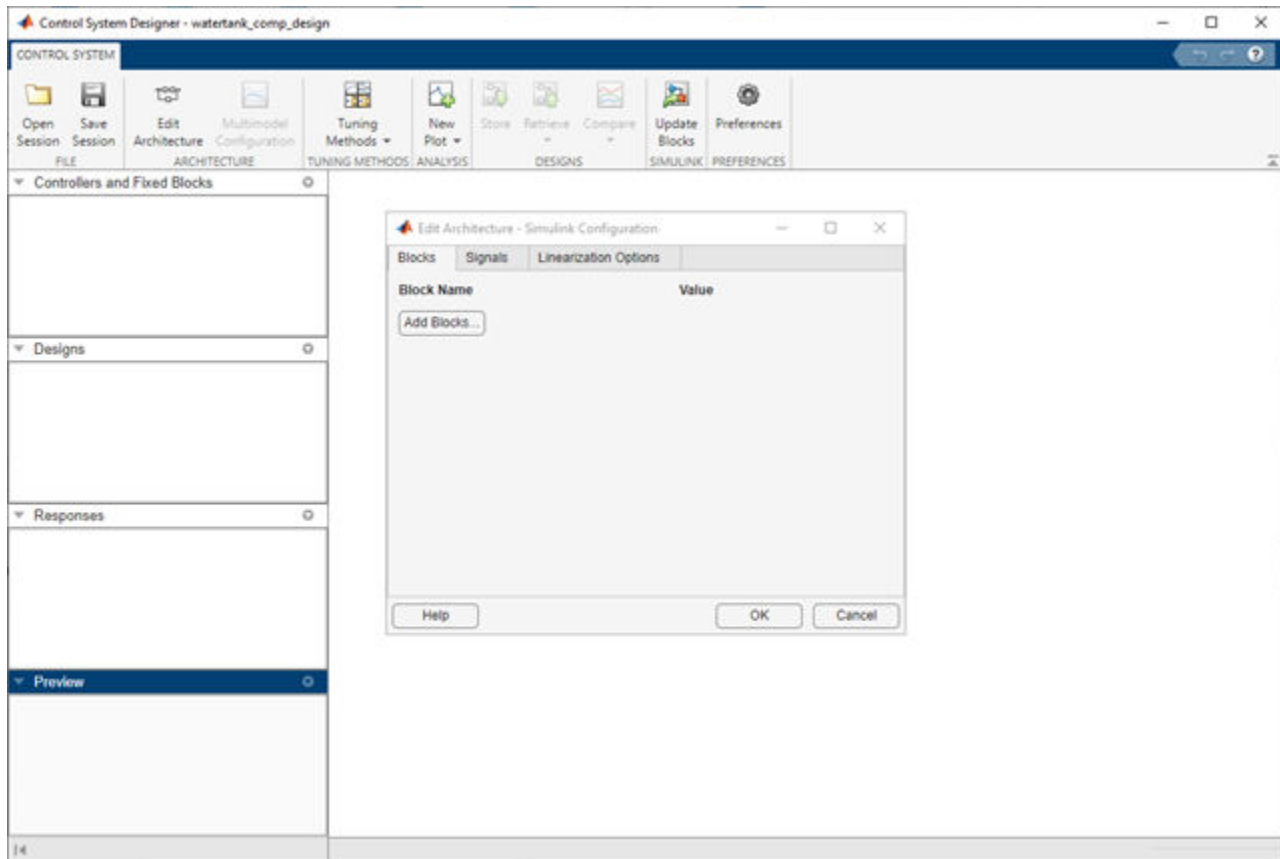 Control System Designer - watertank_comp_design
CONTROL SYSTEM
Open Session
Save Session
Edit Architecture
Multimodel Configuration
Tuning Methods
New Plot
Store
Retrieve
Compare
Update Blocks
Preferences
FILE
ARCHITECTURE
TUNING METHODS
ANALYSIS
DESIGNS
SIMULINK
PREFERENCES
Controllers and Fixed Blocks
Edit Architecture - Simulink Configuration
Blocks
Signals
Linearization Options
Block Name
Value
Add Blocks...
Designs
Responses
Help
OK
Cancel
Preview